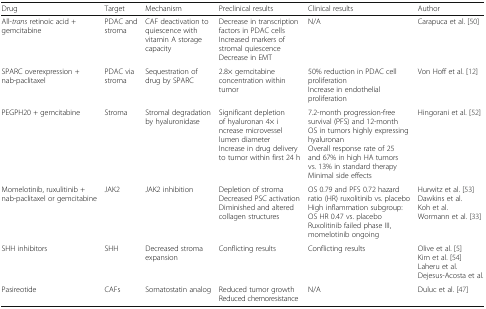 Drug Target Mechanism Preclinical results Clinical results Author
All-trans retinoic acid + gemcitabine PDAC and stroma CAF deactivation to quiescence with vitamin A storage capacity Decrease in transcription factors in PDAC cells Increased markers of stromal quiescence Decrease in EMT N/A Carapuca et al. [50]
SPARC overexpression + nab-paclitaxel PDAC via stroma Sequestration of drug by SPARC 2.8× gemcitabine concentration within tumor 50% reduction in PDAC cell proliferation Increase in endothelial proliferation Von Hoff et al. [12]
PEGPH20 + gemcitabine Stroma Stromal degradation by hyaluronidase Significant depletion of hyaluronan 4× i ncrease microvessel lumen diameter Increase in drug delivery to tumor within first 24 h 7.2-month progression-free survival (PFS) and 12-month OS in tumors highly expressing hyaluronan Overall response rate of 25 and 67% in high HA tumors vs. 13% in standard therapy Minimal side effects Hingorani et al. [52]
Momelotinib, ruxulitinib + nab-paclitaxel or gemcitabine JAK2 JAK2 inhibition Depletion of stroma Decreased PSC activation Diminished and altered collagen structures OS 0.79 and PFS 0.72 hazard ratio (HR) ruxolitinib vs. placebo High inflammation subgroup: OS HR 0.47 vs. placebo Ruxolitinib failed phase III, momelotinib ongoing Hurwitz et al. [53] Dawkins et al. Koh et al. Wormann et al. [33]
SHH inhibitors SHH Decreased stroma expansion Conflicting results Conflicting results Olive et al. [5] Kim et al. [54] Laheru et al. Dejesus-Acosta et al.
Pasireotide CAFs Somatostatin analog Reduced tumor growth Reduced chemoresistance N/A Duluc et al. [47]